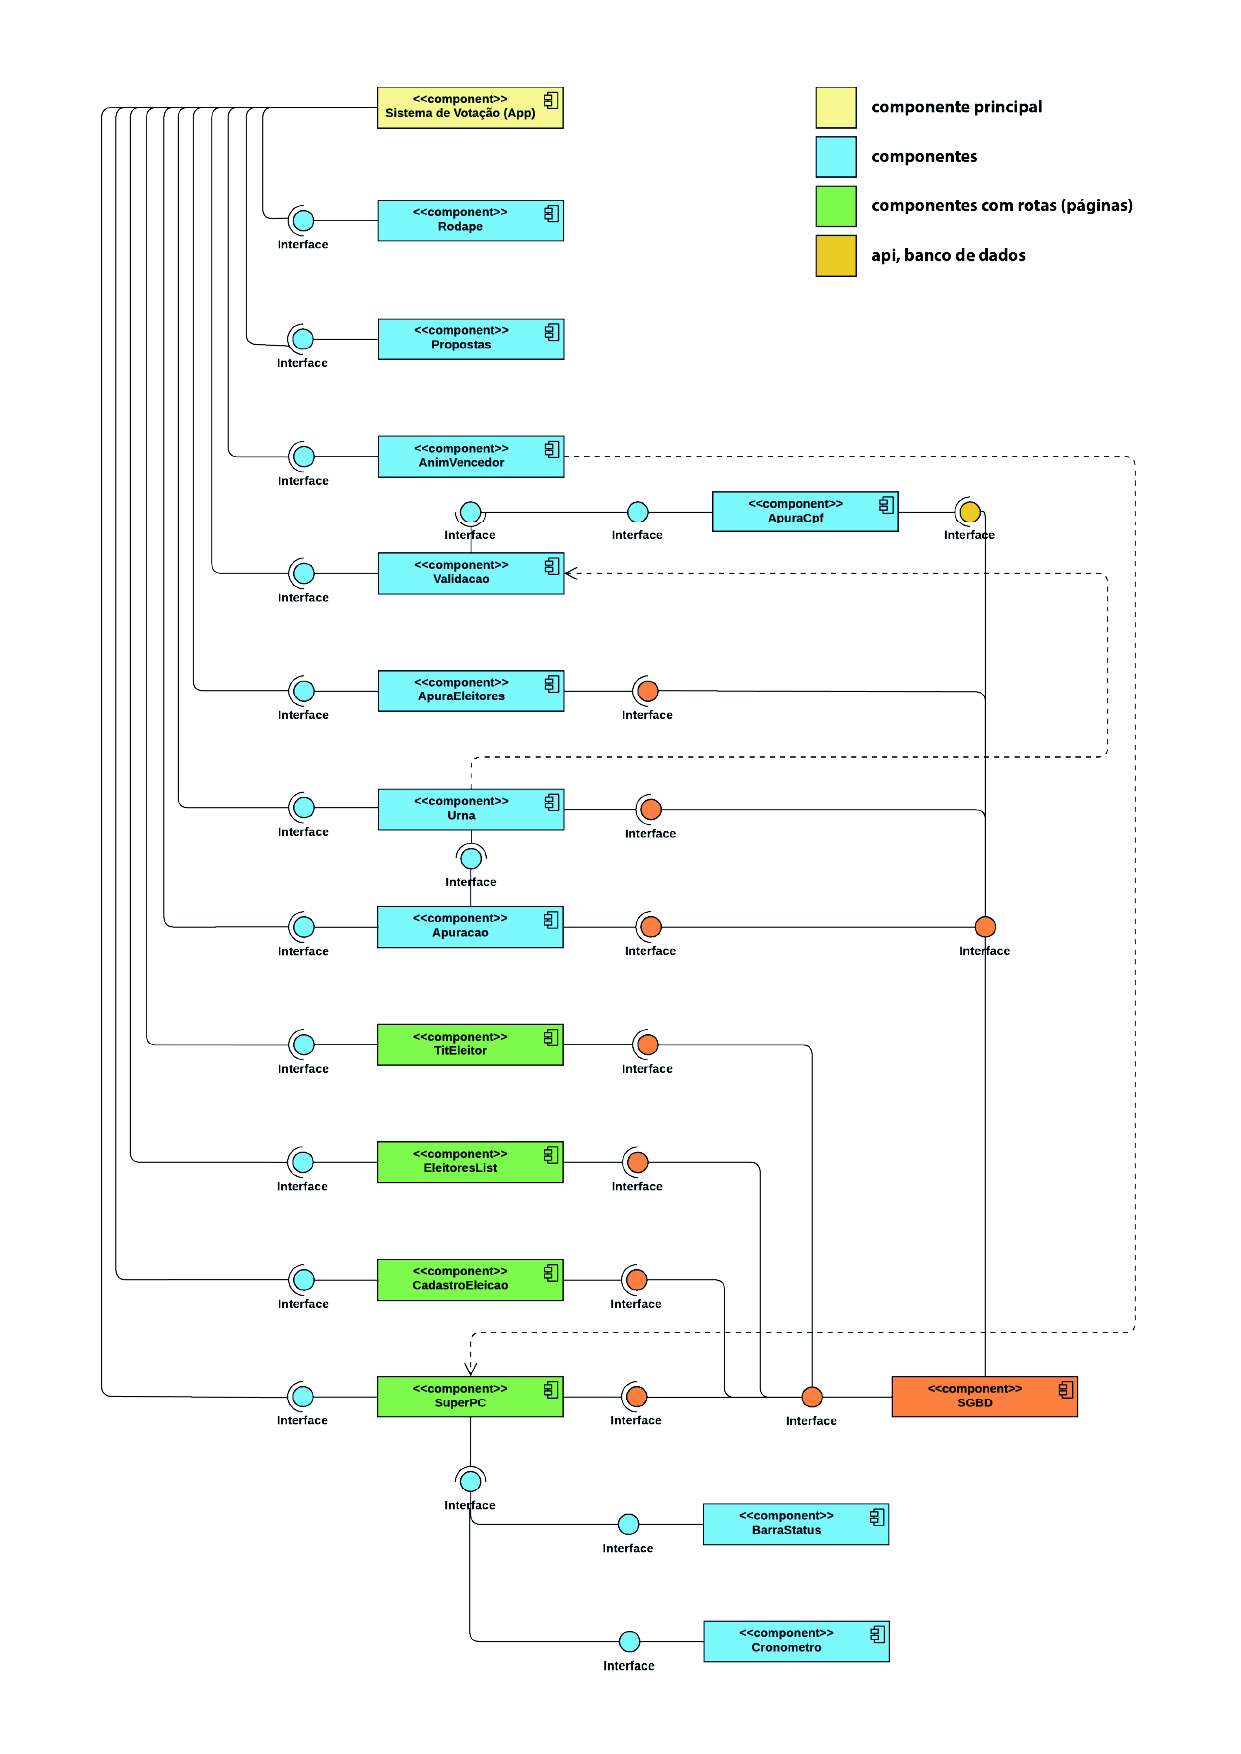 <<component>>
Sistema de Votação (App)
componente principal
componentes
componentes com rotas (páginas)
api, banco de dados
<<component>>
Rodape
Interface
<<component>>
Propostas
Interface
<<component>>
AnimVencedor
Interface
<<component>>
ApuraCpf
Interface
Interface
Interface
<<component>>
Validacao
Interface
<<component>>
ApuraEleitores
Interface
Interface
<<component>>
Urna
Interface
Interface
Interface
<<component>>
Apuracao
Interface
Interface
Interface
<<component>>
TitEleitor
Interface
Interface
<<component>>
EleitoresList
Interface
Interface
<<component>>
CadastroEleicao
Interface
Interface
<<component>>
SuperPC
<<component>>
SGBD
Interface
Interface
Interface
Interface
<<component>>
BarraStatus
Interface
<<component>>
Cronometro
Interface